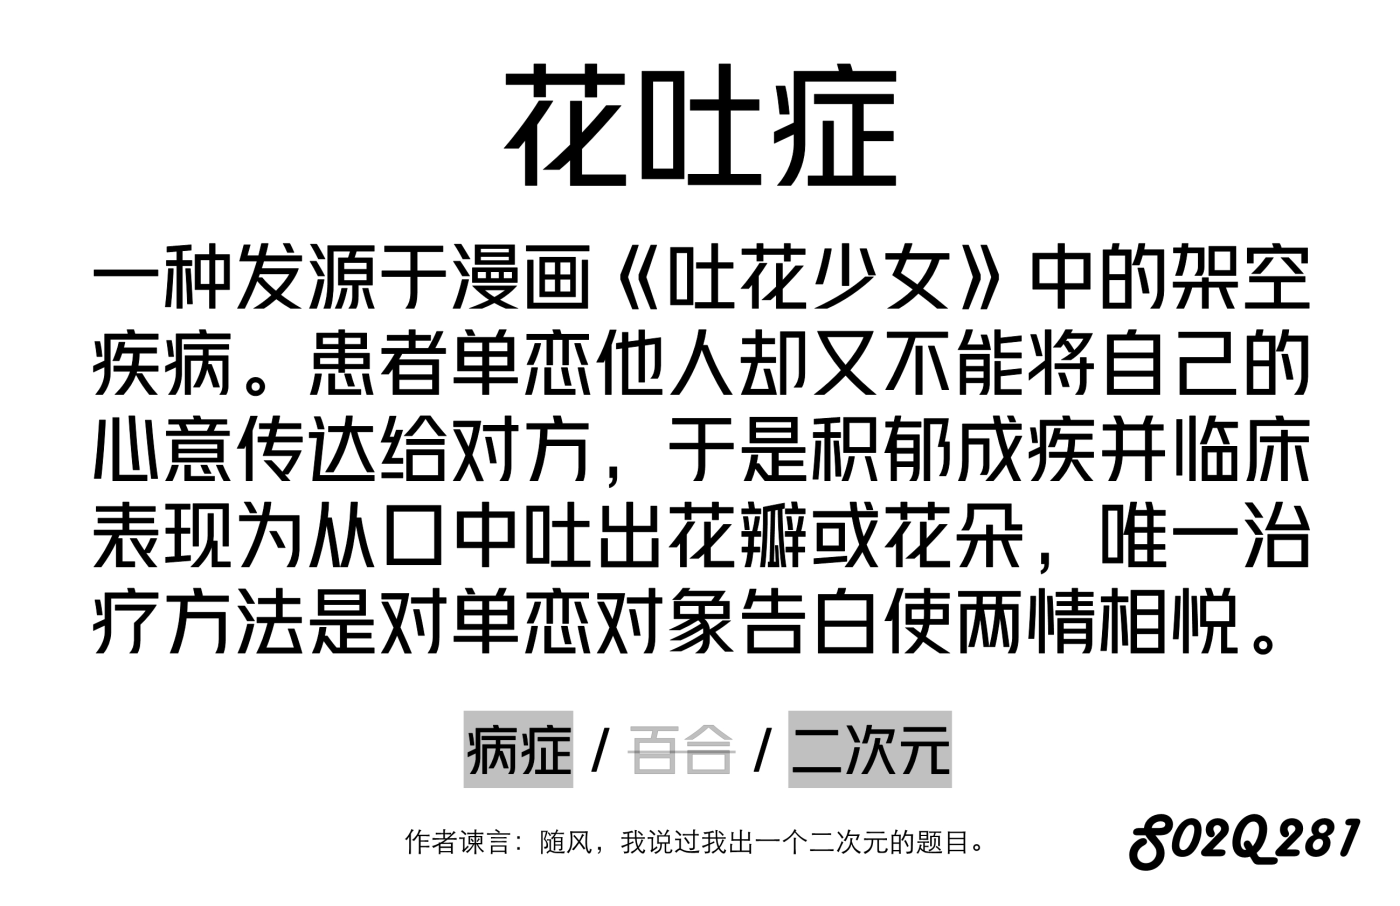 花吐症
一种发源于漫画《吐花少女》中的架空
疾病。患者单恋他人却又不能将自己的
心意传达给对方，于是积郁成疾并临床
表现为从口中吐出花瓣或花朵，唯一治
疗方法是对单恋对象告白使两情相悦。
病症 / 百合 / 二次元
作者谏言：随风，我说过我出一个二次元的题目。
S02Q281